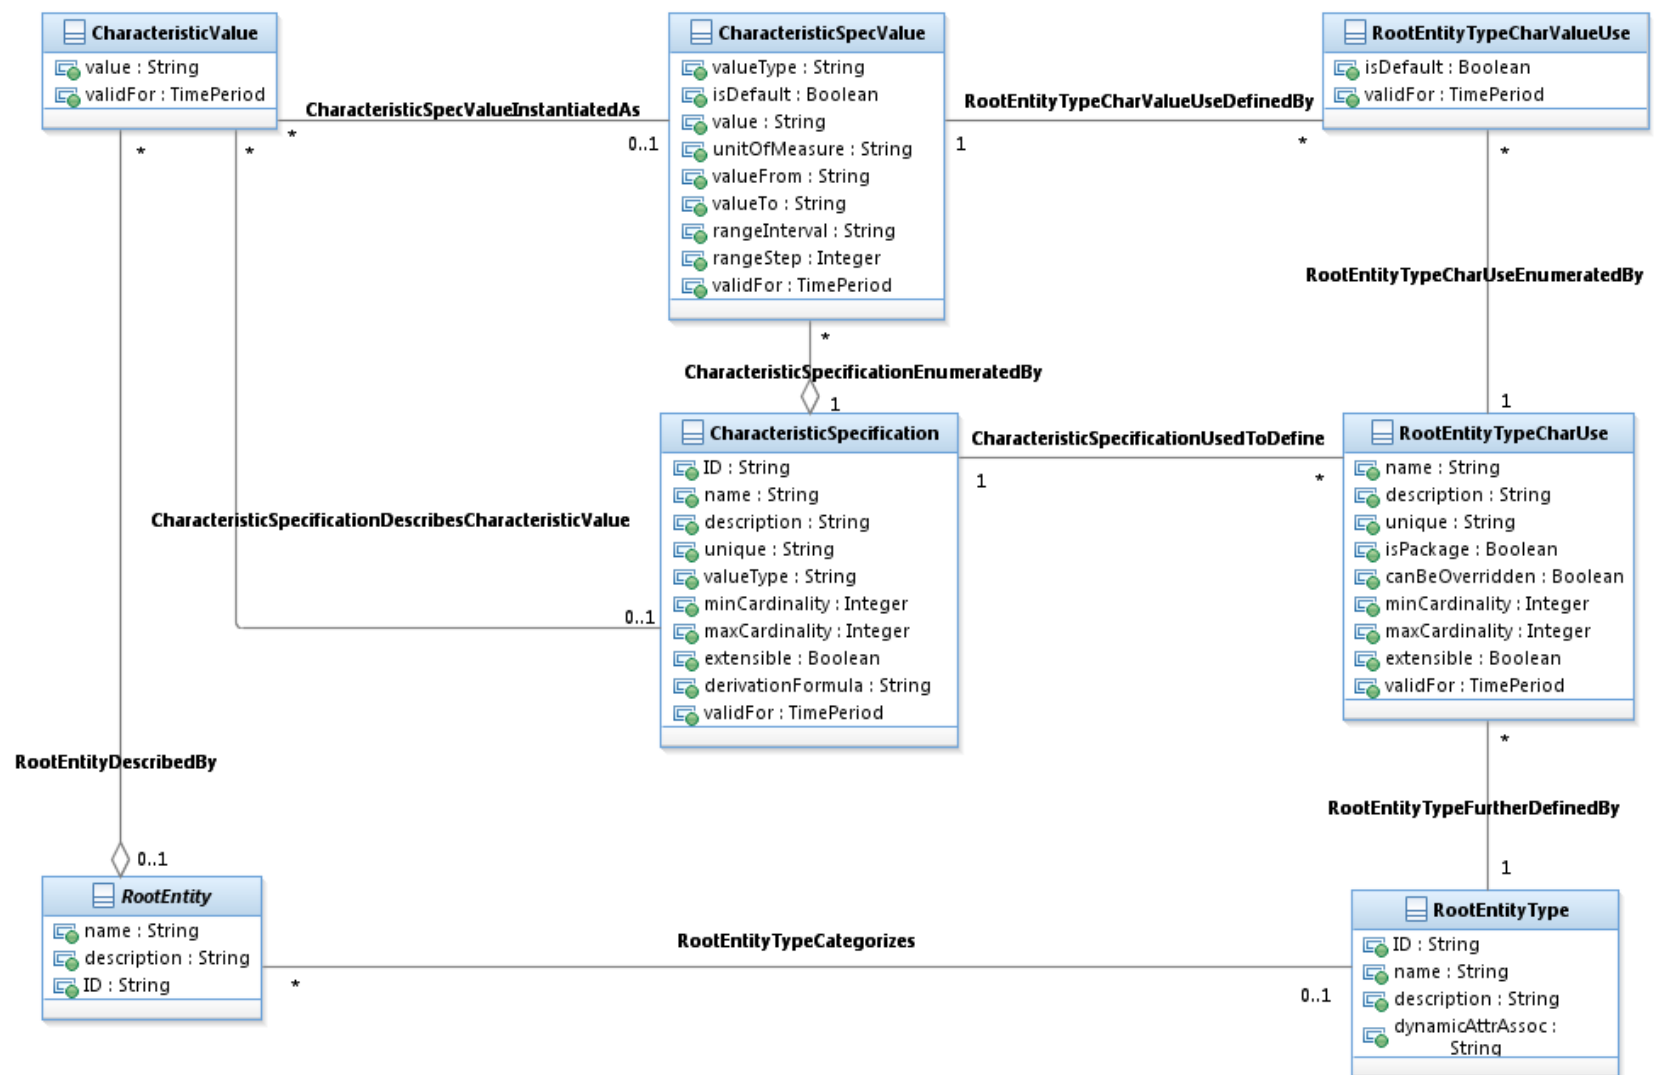 CharacteristicValue
value : String
validFor : TimePeriod
CharacteristicSpecValue
valueType : String
isDefault : Boolean
value : String
unitOfMeasure : String
valueFrom : String
valueTo : String
rangeInterval : String
rangeStep : Integer
validFor : TimePeriod
RootEntityTypeCharValueUse
isDefault : Boolean
validFor : TimePeriod
CharacteristicSpecValueInstantiatedAs
*
0..1
RootEntityTypeCharValueUseDefinedBy
1
*
*
*
*
RootEntityTypeCharUseEnumeratedBy
1
*
CharacteristicSpecificationEnumeratedBy
1
CharacteristicSpecification
ID : String
name : String
description : String
unique : String
valueType : String
minCardinality : Integer
maxCardinality : Integer
extensible : Boolean
derivationFormula : String
validFor : TimePeriod
CharacteristicSpecificationUsedToDefine
1
*
RootEntityTypeCharUse
name : String
description : String
unique : String
isPackage : Boolean
canBeOverridden : Boolean
minCardinality : Integer
maxCardinality : Integer
extensible : Boolean
validFor : TimePeriod
CharacteristicSpecificationDescribesCharacteristicValue
0..1
RootEntityDescribedBy
0..1
*
RootEntityTypeFurtherDefinedBy
1
RootEntity
name : String
description : String
ID : String
RootEntityTypeCategorizes
*
0..1
RootEntityType
ID : String
name : String
description : String
dynamicAttrAssoc :
String